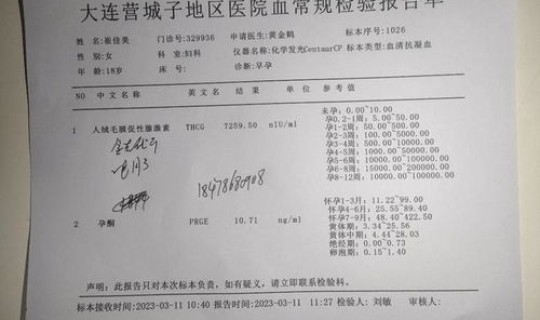 大连营城子地区医院血常规检验报告单
姓 名:崔佳美 门诊号:329936 申请医生:黄金鹤 标本序号:1026
性 别:女 科 室:妇科 仪器名称:化学发光CentaurCP 标本类型:血清抗凝血
年 龄:18岁 床 号: 诊断:早孕
NO 中文名称 英文名 结果 单位 参考值
1 人绒毛膜促性腺激素 THCG 7289.50 mIU/ml 未孕:0.00~10.00
孕0.2-1周:5.00~50.00
孕1-2周:50.00~500.00
孕2-3周:100.00~5000.00
孕3-4周:500.00~10000.00
孕4-5周:1000.00~50000.00
孕5-6周:10000.00~100000.00
孕6-8周:15000.00~200000.00
孕8-12周:10000.00~100000.00
18478680908
2 孕酮 PRGE 10.71 ng/ml 怀孕1-3月:11.22~99.00
怀孕4-6月:25.55~89.40
怀孕7-9月:48.40~422.50
黄体期:3.34~25.56
黄体中期:4.44~28.03
绝经期:0.00~0.73
卵泡期:0.15~1.40
声明:此报告只对本次标本负责,如有疑义,请立即联系检验科。
标本接收时间:2023-03-11 10:40 报告时间:2023-03-11 11:27 检验人:刘敏 审核人: